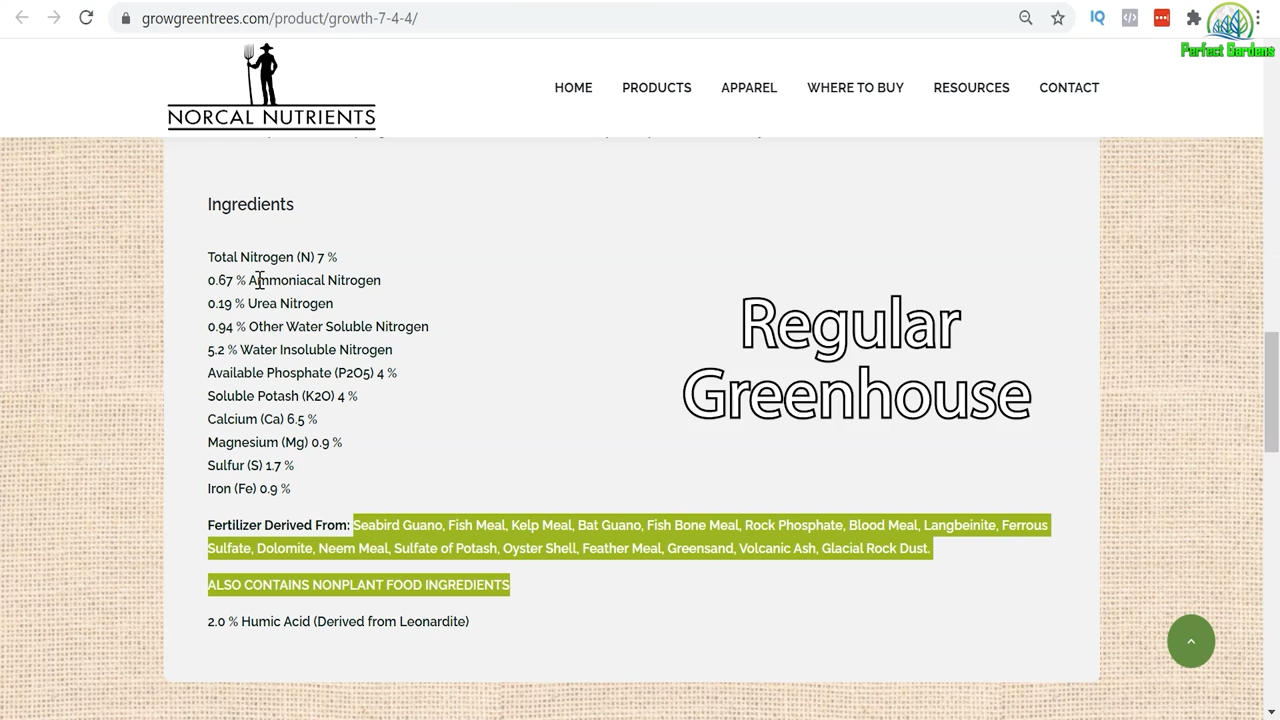 growgreentrees.com/product/growth-7-4-4/
IQ
Perfect Gardens
NORCAL NUTRIENTS
HOME PRODUCTS APPAREL WHERE TO BUY RESOURCES CONTACT
Ingredients
Total Nitrogen (N) 7 %
0.67 % Ammoniacal Nitrogen
0.19 % Urea Nitrogen
0.94 % Other Water Soluble Nitrogen
5.2 % Water Insoluble Nitrogen
Available Phosphate (P2O5) 4 %
Soluble Potash (K2O) 4 %
Calcium (Ca) 6.5 %
Magnesium (Mg) 0.9 %
Sulfur (S) 1.7 %
Iron (Fe) 0.9 %
Regular
Greenhouse
Fertilizer Derived From: Seabird Guano, Fish Meal, Kelp Meal, Bat Guano, Fish Bone Meal, Rock Phosphate, Blood Meal, Langbeinite, Ferrous
Sulfate, Dolomite, Neem Meal, Sulfate of Potash, Oyster Shell, Feather Meal, Greensand, Volcanic Ash, Glacial Rock Dust.
ALSO CONTAINS NONPLANT FOOD INGREDIENTS
2.0 % Humic Acid (Derived from Leonardite)